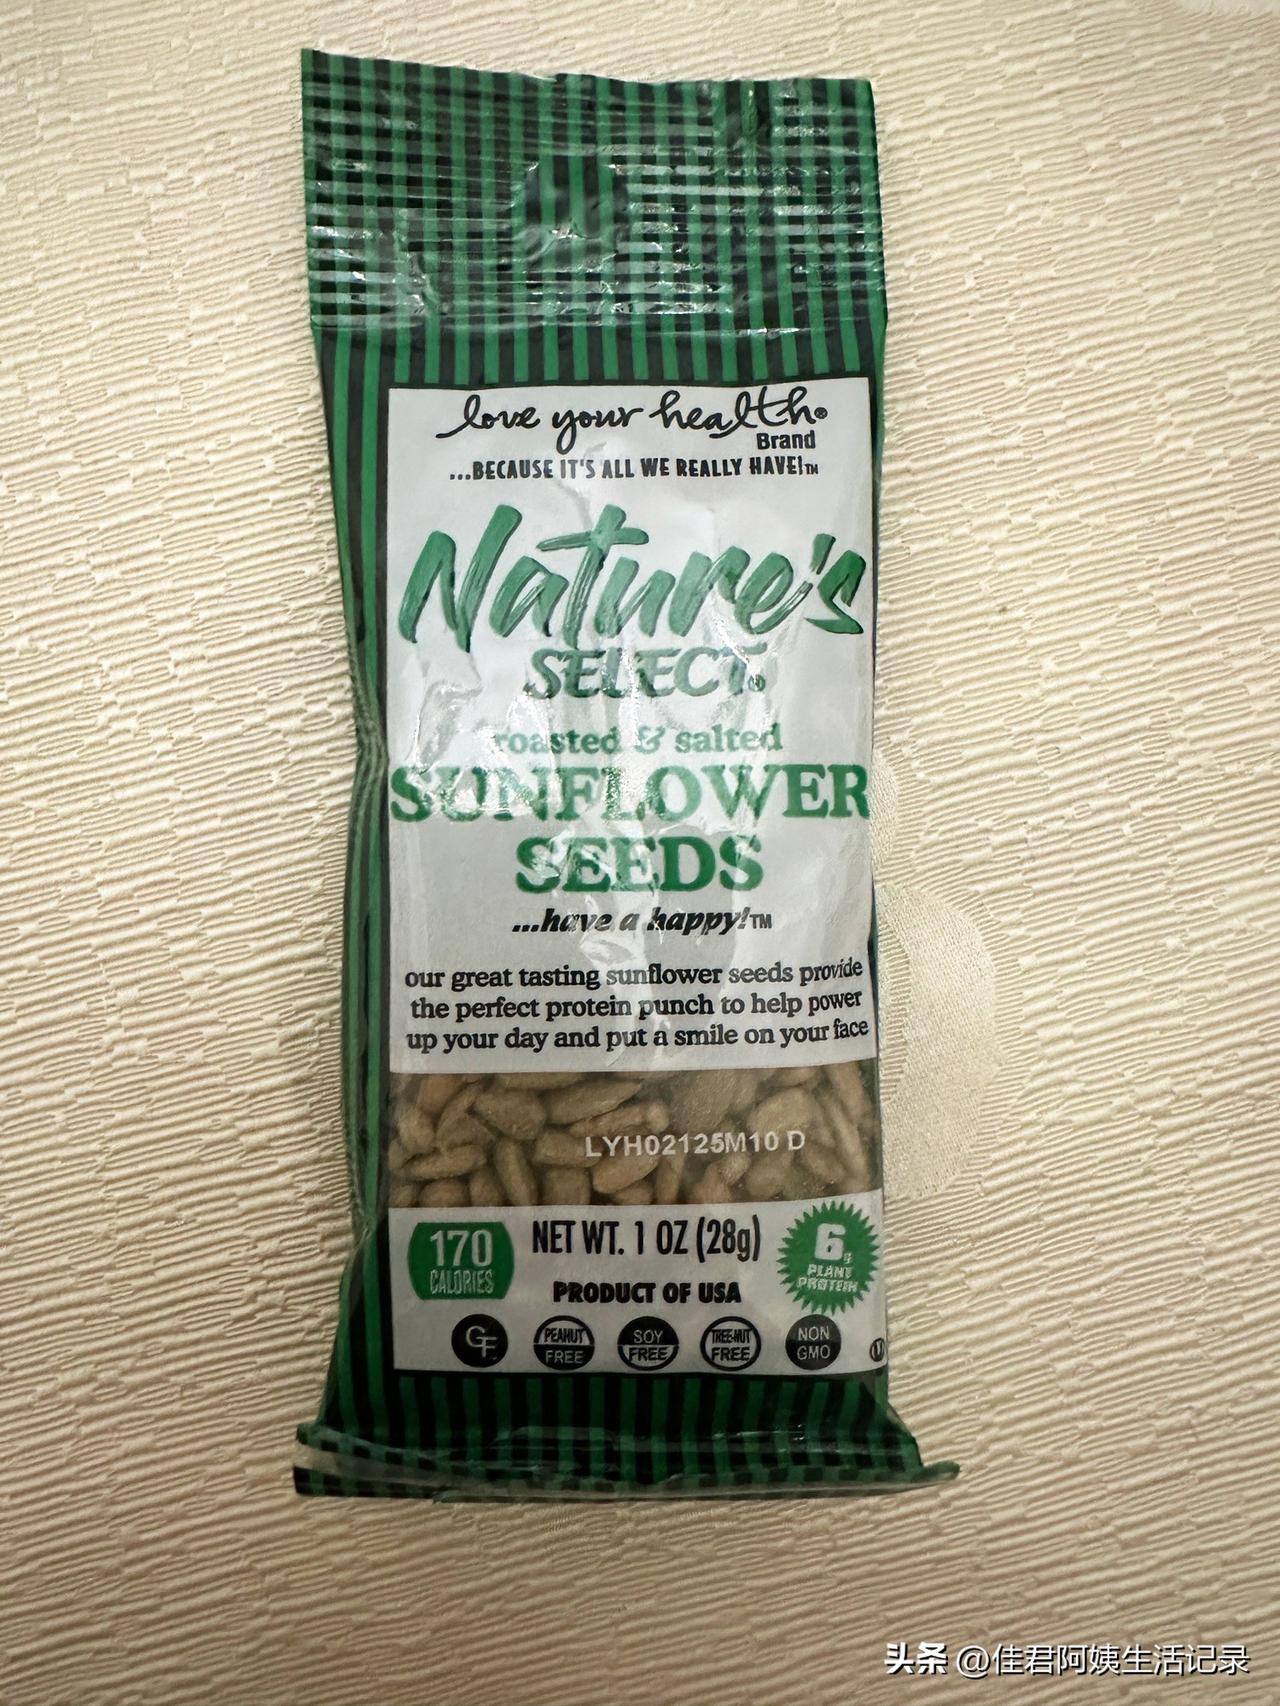 love your health®
Brand
...BECAUSE IT'S ALL WE REALLY HAVE!™
Nature's
SELECT®
roasted & salted
SUNFLOWER
SEEDS
...have a happy!™
our great tasting sunflower seeds provide
the perfect protein punch to help power
up your day and put a smile on your face
LYH02125M10 D
170
CALORIES
NET WT. 1 OZ (28g)
PRODUCT OF USA
6g
PLANT
PROTEIN
GF
PEANUT
FREE
SOY
FREE
TREE-NUT
FREE
NON
GMO
头条 @佳君阿姨生活记录